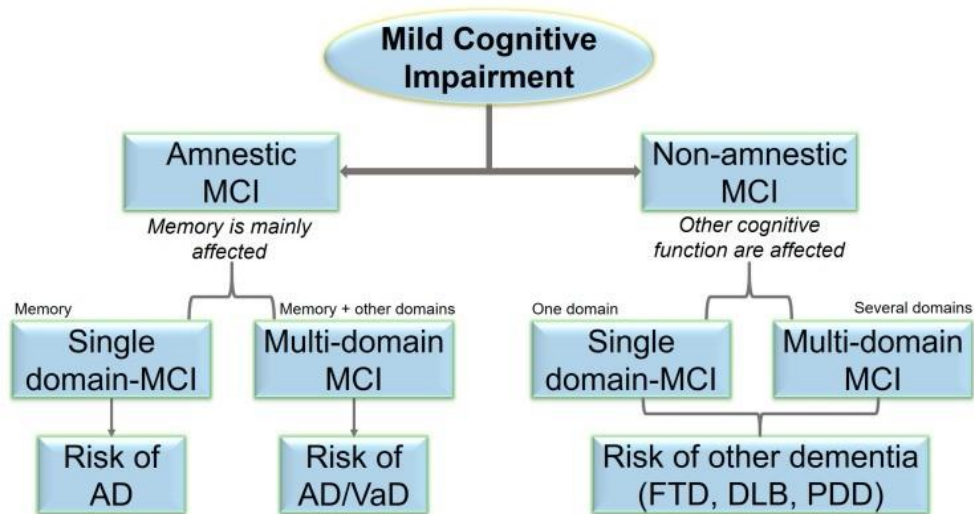 Mild Cognitive
Impairment
Amnestic
MCI
Non-amnestic
MCI
Memory is mainly
affected
Other cognitive
function are affected
Memory
Memory + other domains
One domain
Several domains
Single
domain-MCI
Multi-domain
MCI
Single
domain-MCI
Multi-domain
MCI
Risk of
AD
Risk of
AD/VaD
Risk of other dementia
(FTD, DLB, PDD)